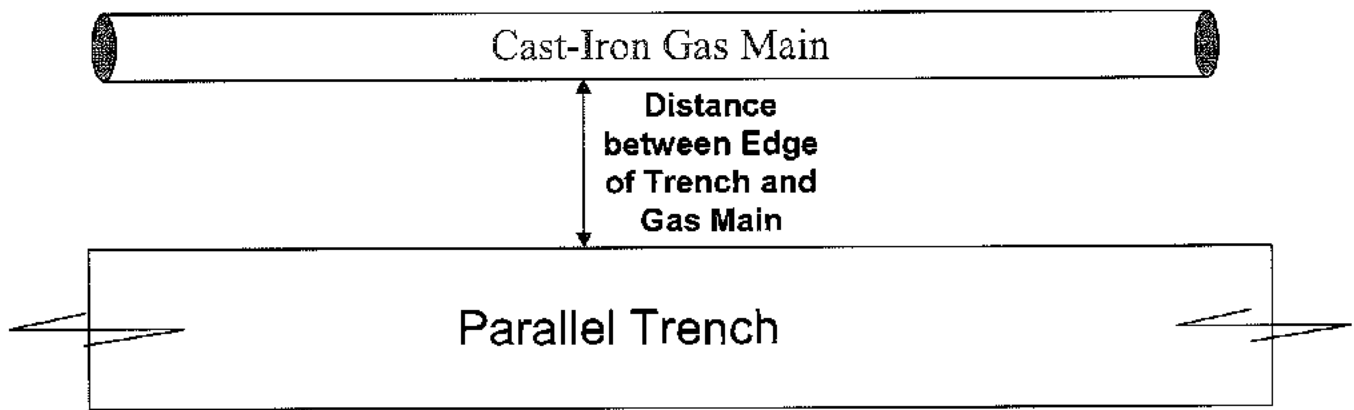 Cast-Iron Gas Main
Distance
between Edge
of Trench and
Gas Main
Parallel Trench